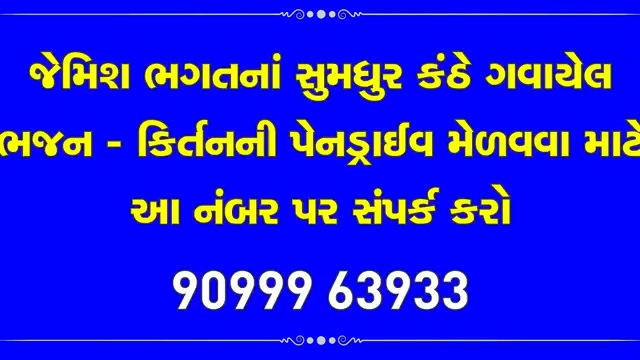 જેમિશ ભગતનાં સુમધુર કંઠે ગવાયેલ
ભજન - કિર્તનની પેનડ્રાઈવ મેળવવા માટે
આ નંબર પર સંપર્ક કરો
90999 63933